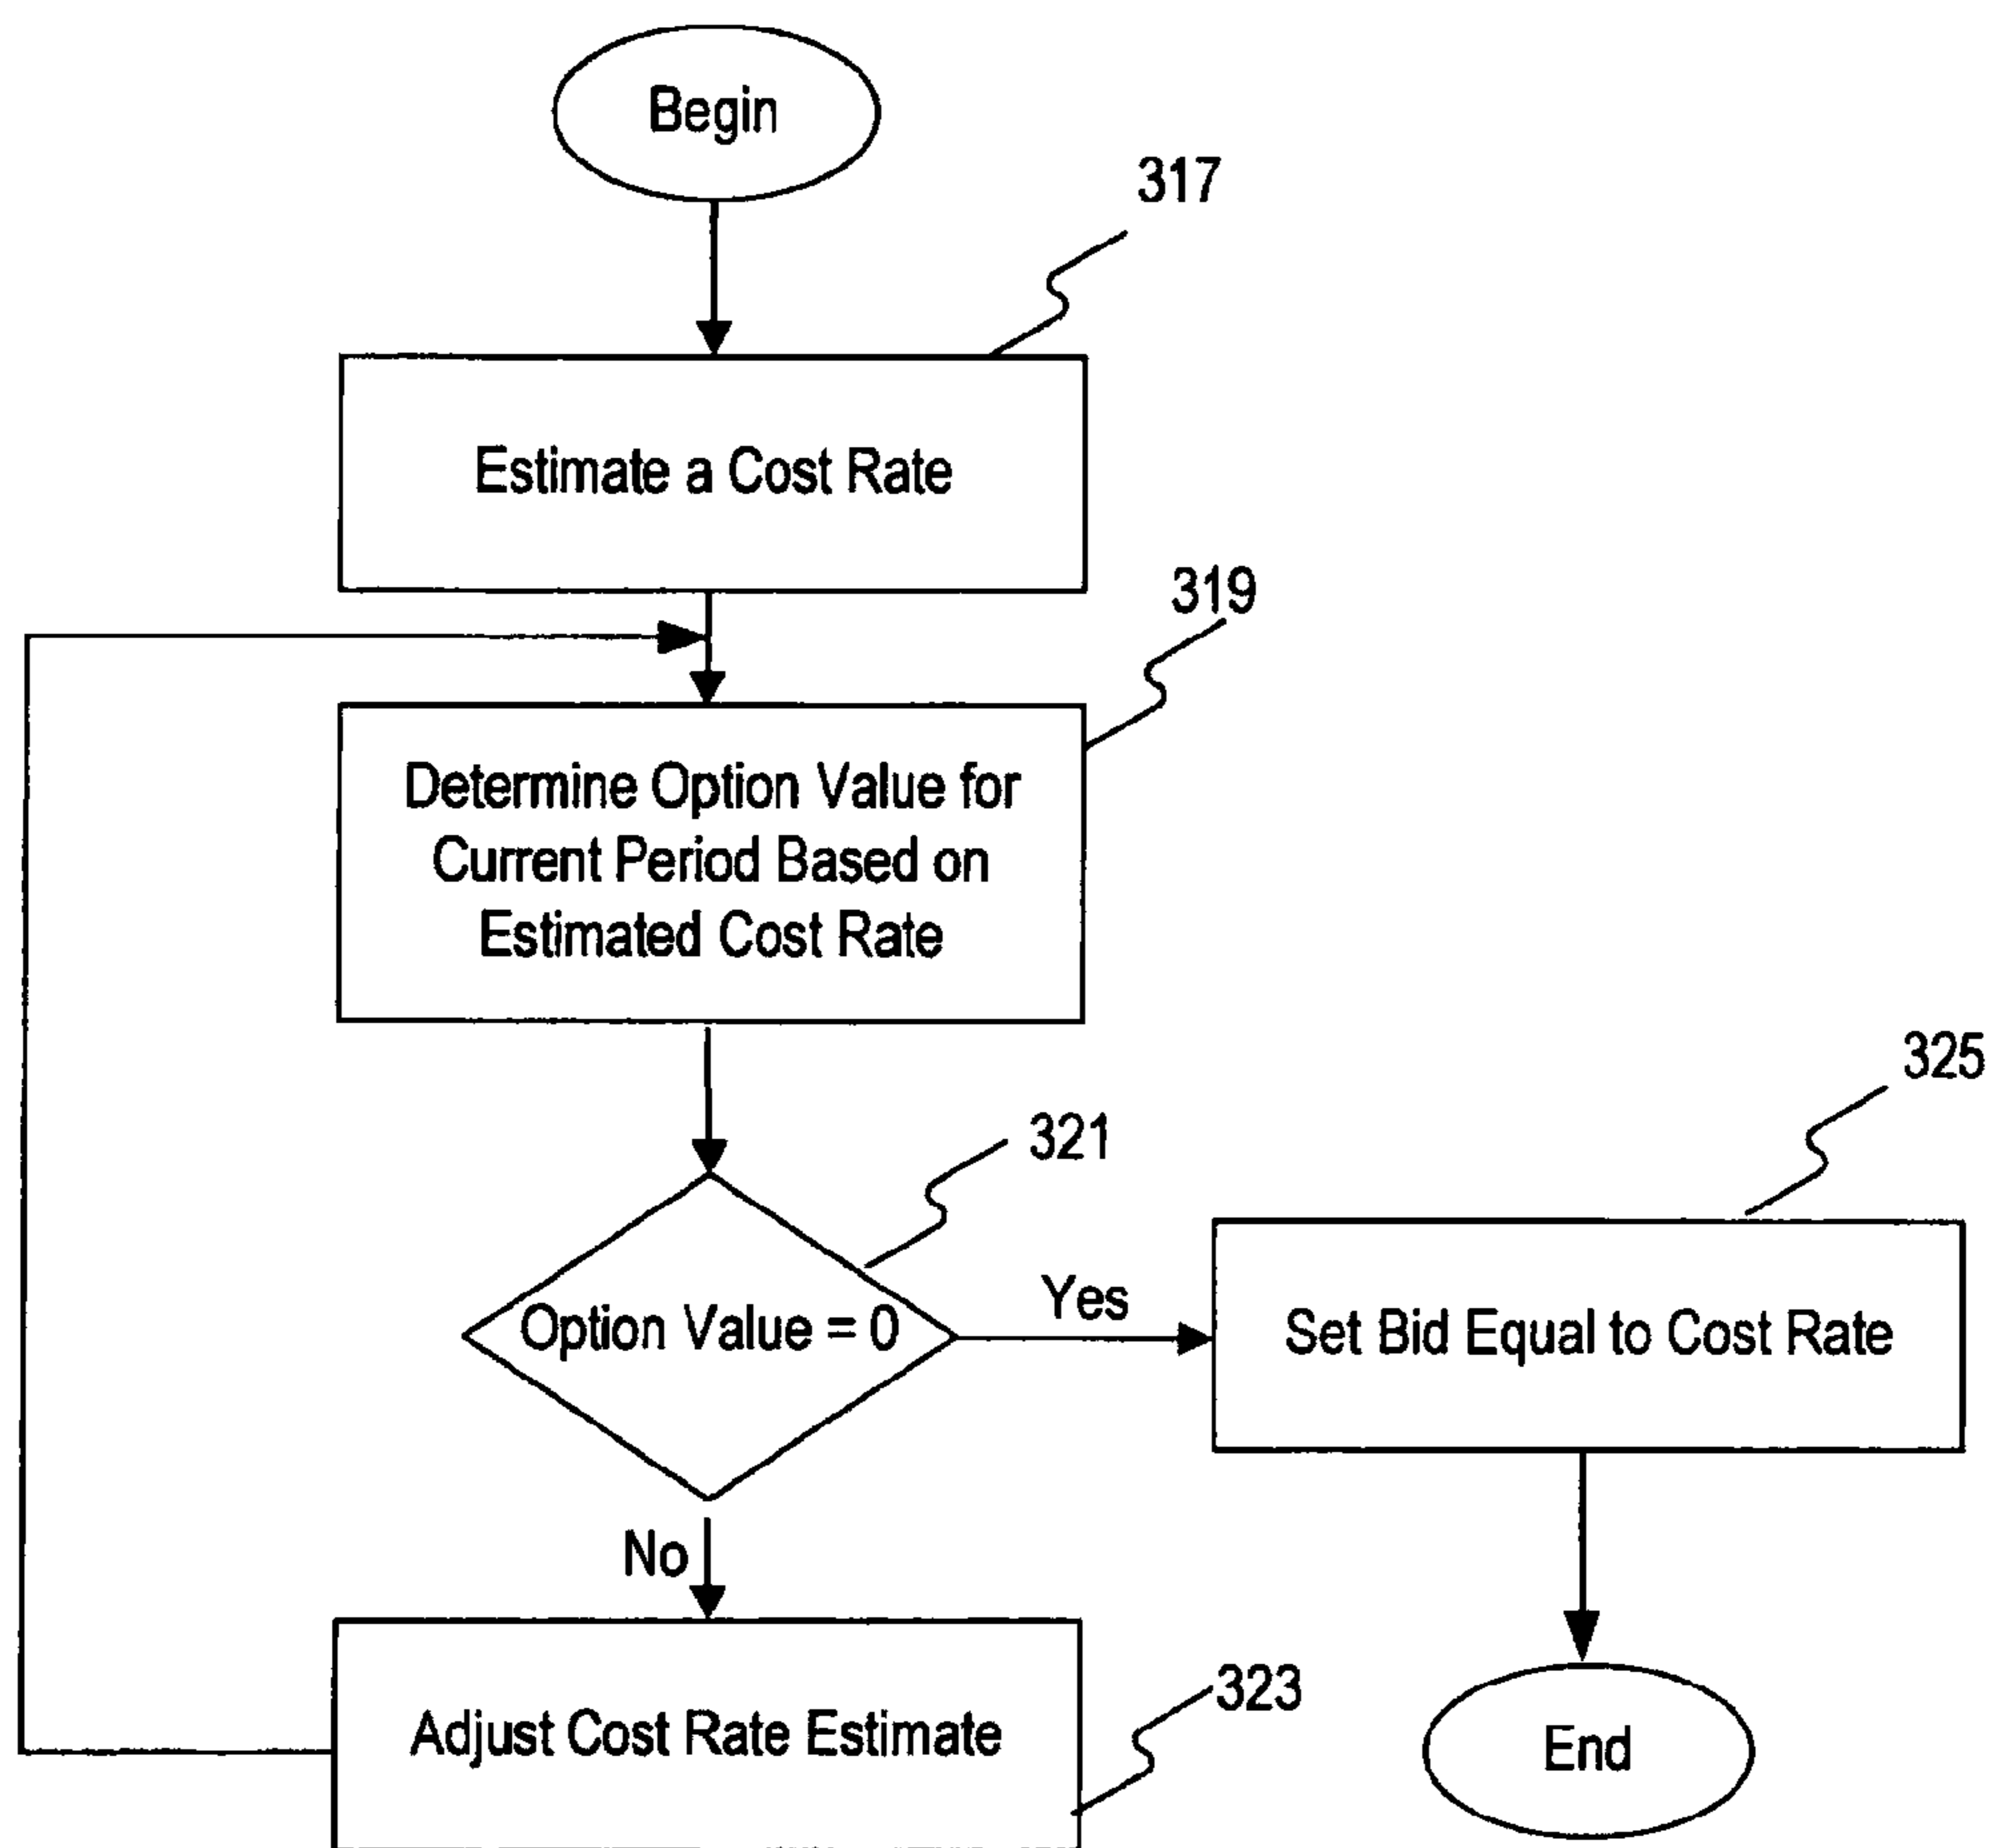 Begin
317
Estimate a Cost Rate
319
Determine Option Value for
Current Period Based on
Estimated Cost Rate
325
321
Option Value = 0
Yes
Set Bid Equal to Cost Rate
No
323
Adjust Cost Rate Estimate
End